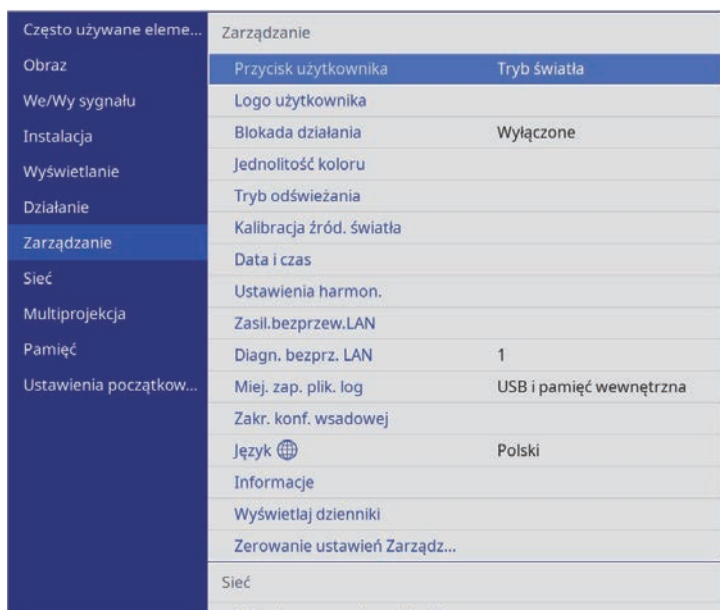 Często używane eleme...
Obraz
We/Wy sygnału
Instalacja
Wyświetlanie
Działanie
Zarządzanie
Sieć
Multiprojekcja
Pamięć
Ustawienia początkow...
Zarządzanie
Przycisk użytkownika Tryb światła
Logo użytkownika
Blokada działania Wyłączone
Jednolitość koloru
Tryb odświeżania
Kalibracja źród. światła
Data i czas
Ustawienia harmon.
Zasil.bezprzew.LAN
Diagn. bezprz. LAN 1
Miej. zap. plik. log USB i pamięć wewnętrzna
Zakr. konf. wsadowej
Język Polski
Informacje
Wyświetlaj dzienniki
Zerowanie ustawień Zarządz...
Sieć